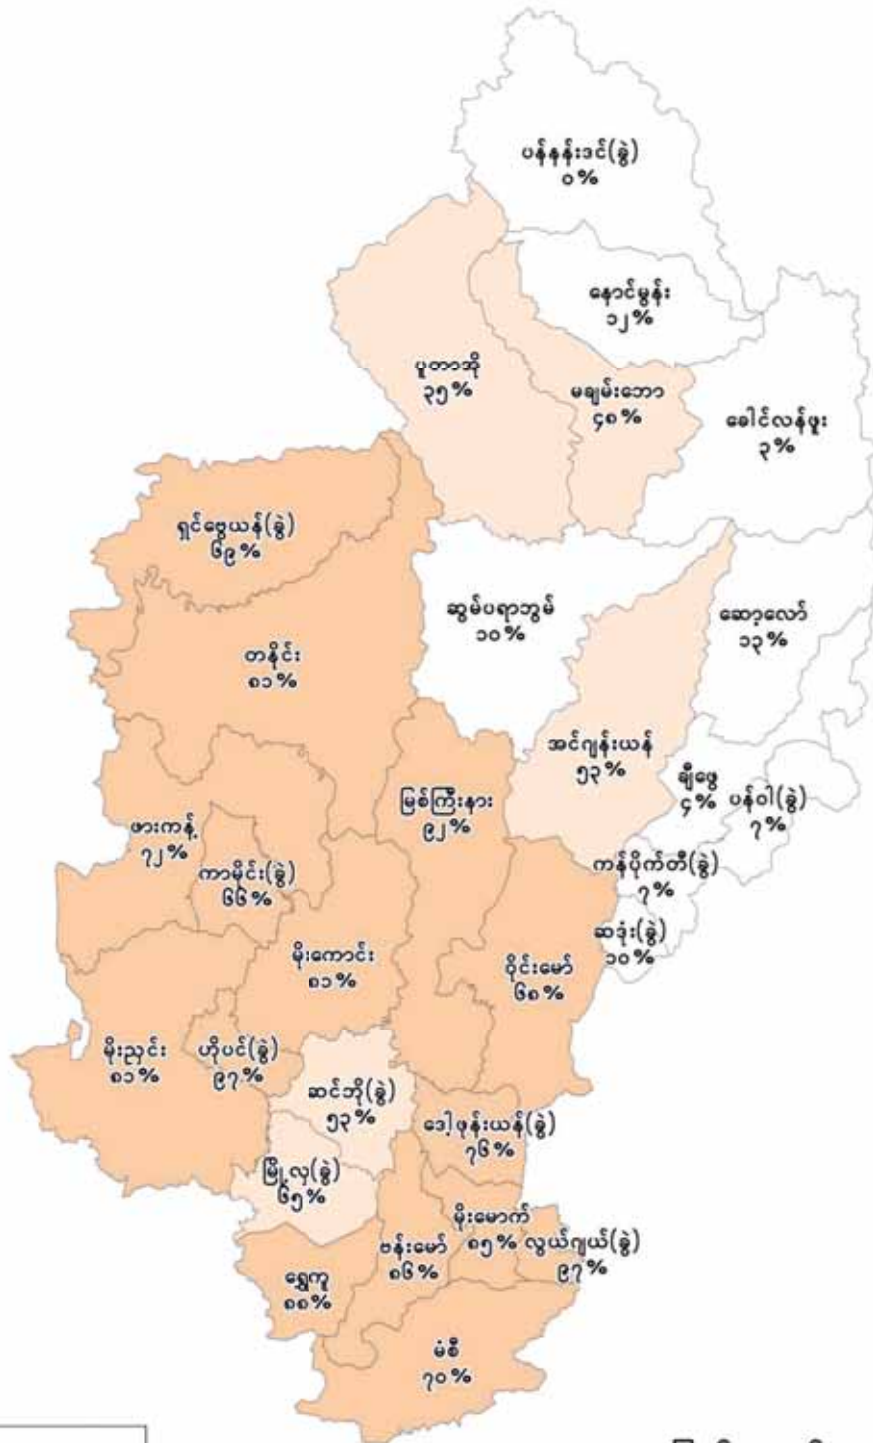 ပန်နန်းဒင်(ခွဲ)
၀%
နောင်မွန်း
၁၂%
ပူတာအို
၃၅%
မချမ်းဘော
၄၈%
ခေါင်လန်ဖူး
၃%
ရှင်ဗွေယန်(ခွဲ)
၆၉%
ဆွမ်ပရာဘွမ်
၁၀%
ဆော့လော်
၁၃%
တနိုင်း
၈၁%
အင်ဂျန်းယန်
၅၃%
ချီဖွေ
၄%
ပန်ဝါ(ခွဲ)
၇%
မြစ်ကြီးနား
၉၂%
ဖားကန့်
၇၂%
ကာမိုင်း(ခွဲ)
၆၆%
ကန်ပိုက်တီ(ခွဲ)
၇%
ဆဒုံး(ခွဲ)
၁၀%
မိုးကောင်း
၈၁%
ဝိုင်းမော်
၆၈%
မိုးညှင်း
၈၁%
ဟိုပင်(ခွဲ)
၉၇%
ဆင်ဘို(ခွဲ)
၅၃%
ဒေါ့ဖုန်းယန်(ခွဲ)
၇၆%
မြို့လှ(ခွဲ)
၆၅%
မိုးမောက်
၈၅%
လွယ်ဂျယ်(ခွဲ)
၉၇%
ဗန်းမော်
၈၆%
ရွှေကူ
၈၈%
မံစီ
၇၀%